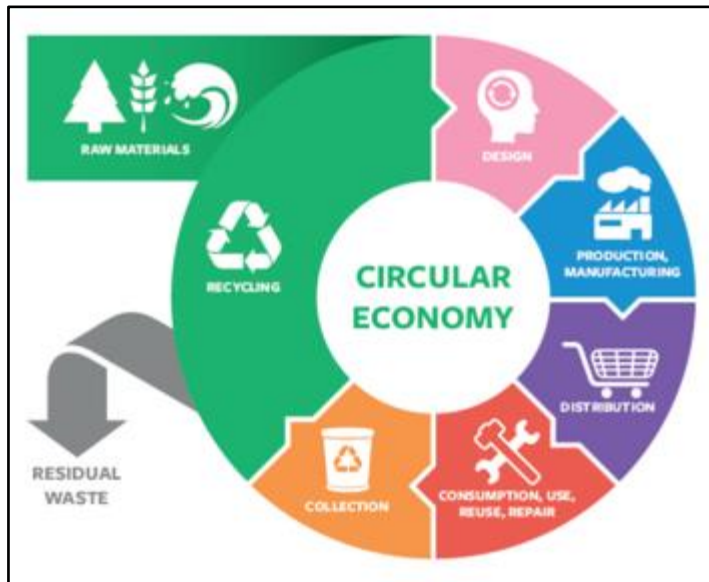 RAW MATERIALS
DESIGN
PRODUCTION,
MANUFACTURING
DISTRIBUTION
CONSUMPTION, USE,
REUSE, REPAIR
COLLECTION
RECYCLING
RESIDUAL
WASTE
CIRCULAR
ECONOMY